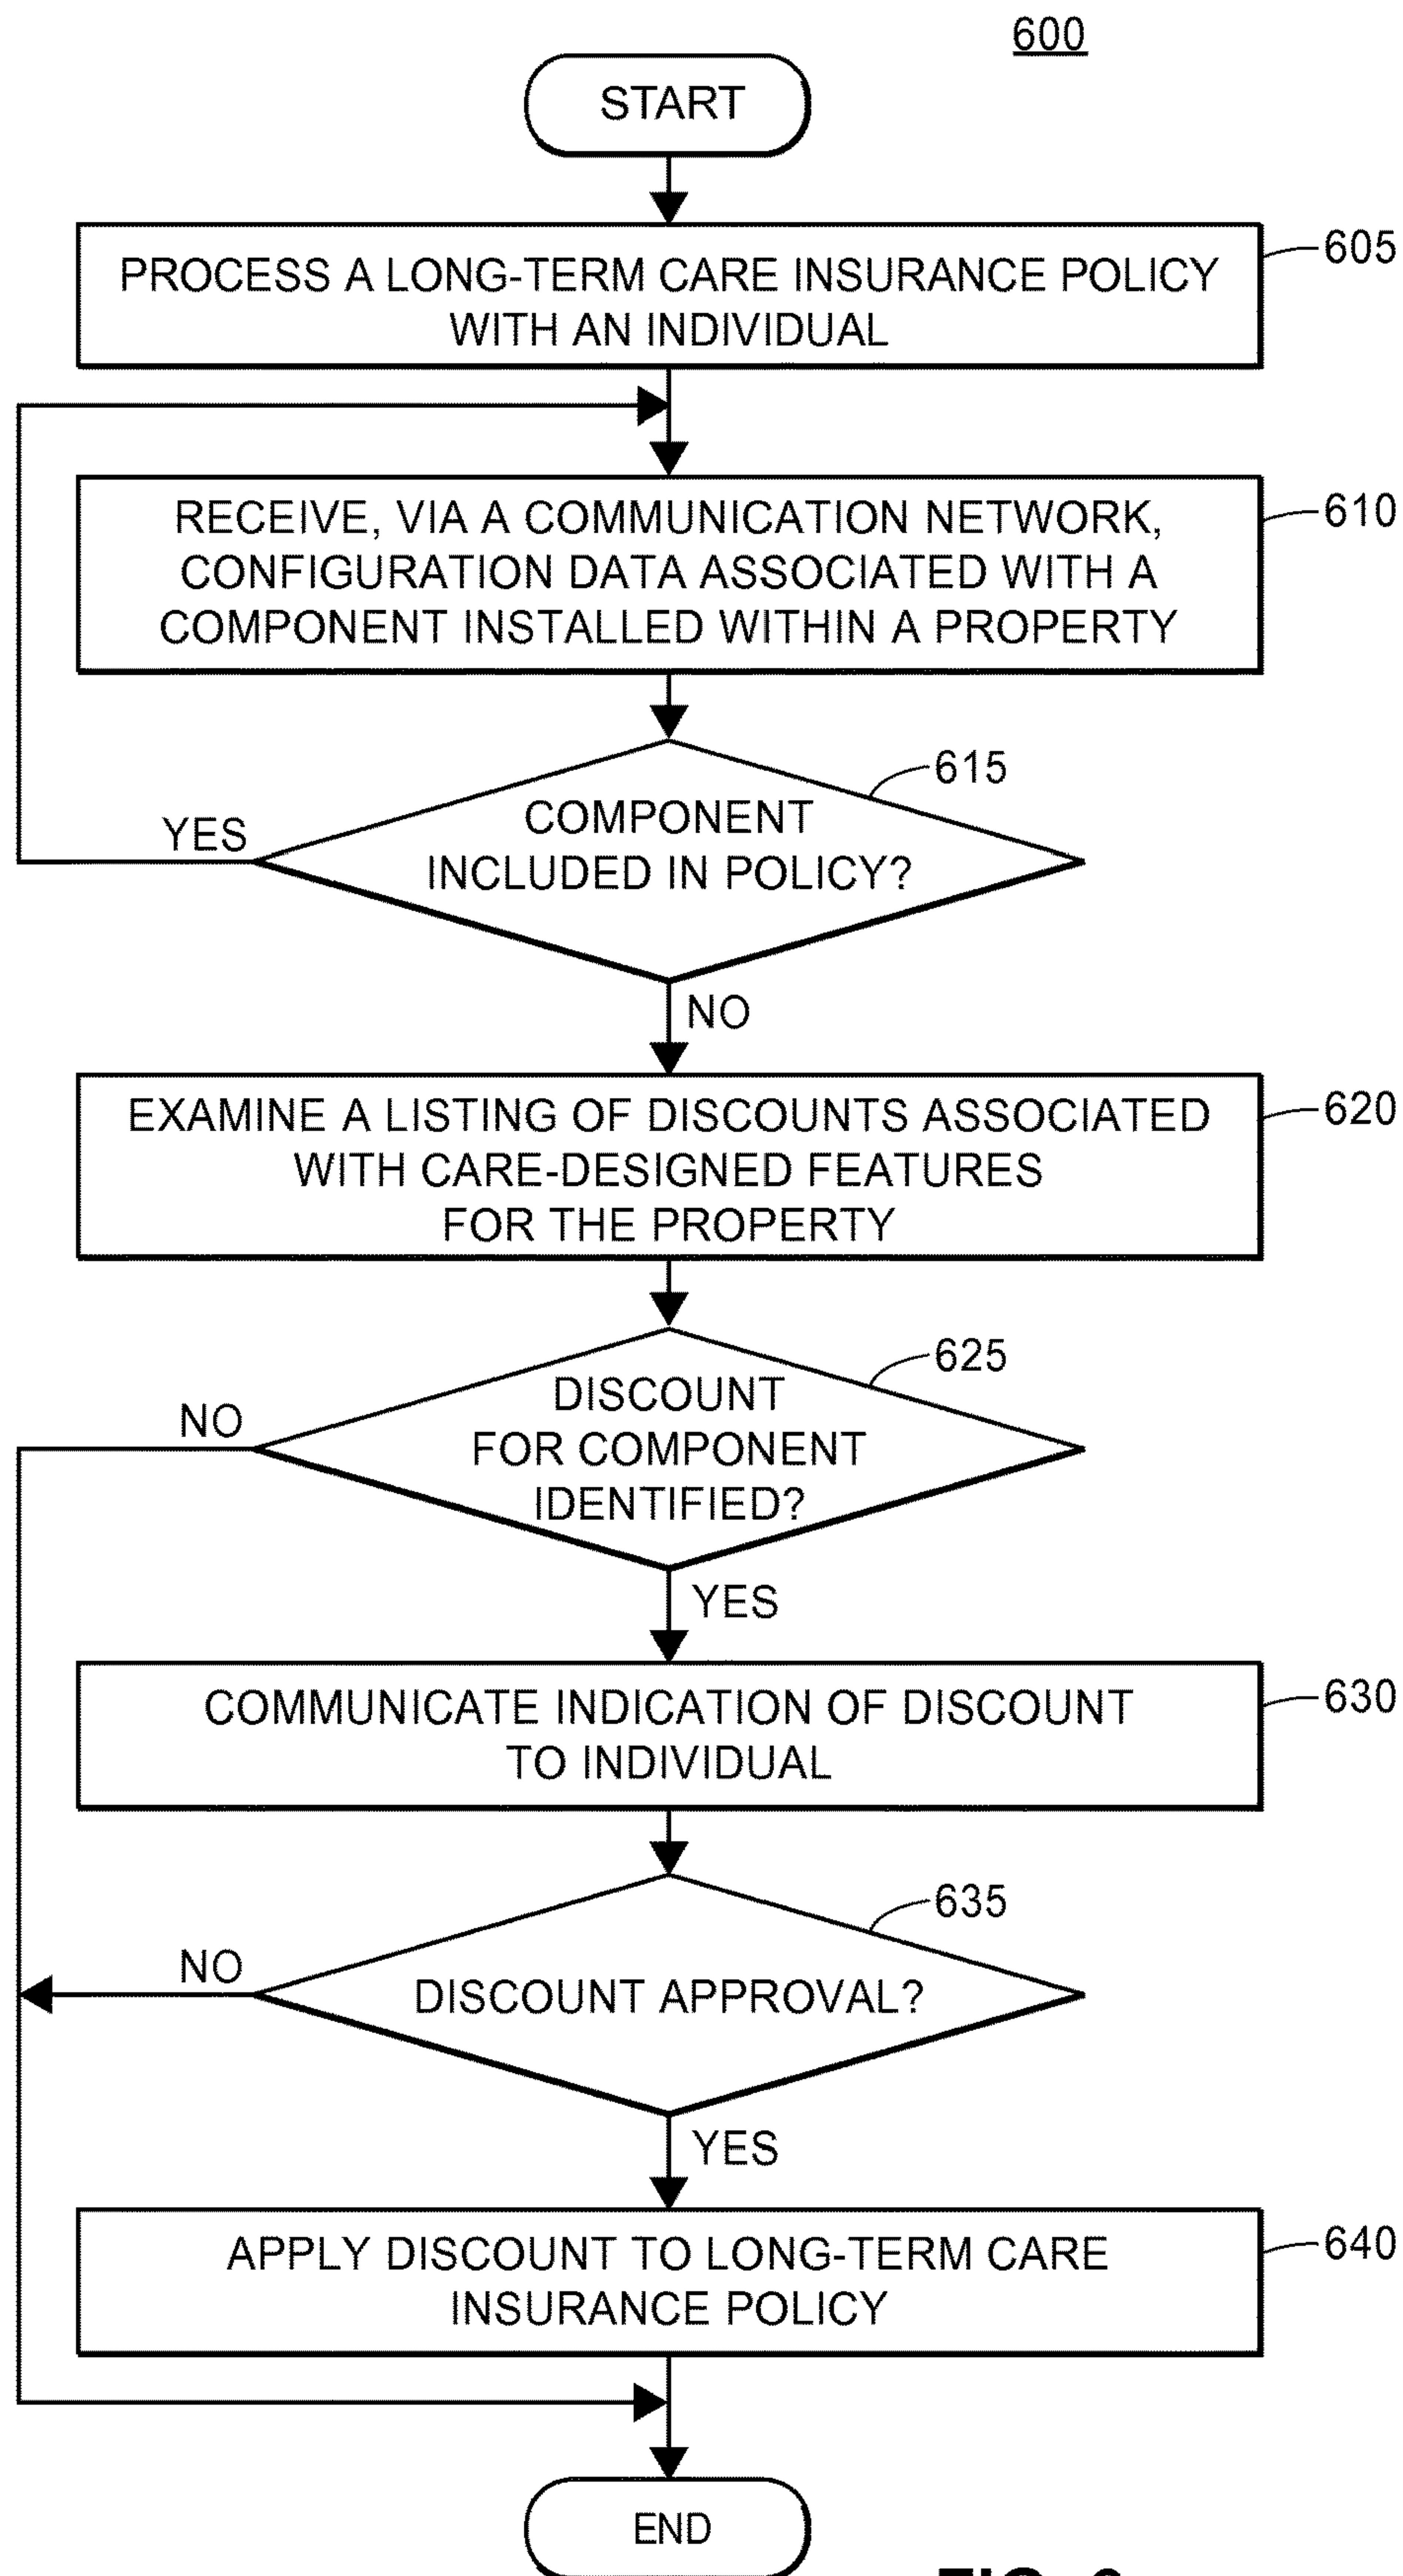 600
START
PROCESS A LONG-TERM CARE INSURANCE POLICY
WITH AN INDIVIDUAL
605
RECEIVE, VIA A COMMUNICATION NETWORK,
CONFIGURATION DATA ASSOCIATED WITH A
COMPONENT INSTALLED WITHIN A PROPERTY
610
615
COMPONENT
INCLUDED IN POLICY?
YES
NO
EXAMINE A LISTING OF DISCOUNTS ASSOCIATED
WITH CARE-DESIGNED FEATURES
FOR THE PROPERTY
620
625
DISCOUNT
FOR COMPONENT
IDENTIFIED?
NO
YES
COMMUNICATE INDICATION OF DISCOUNT
TO INDIVIDUAL
630
635
DISCOUNT APPROVAL?
NO
YES
APPLY DISCOUNT TO LONG-TERM CARE
INSURANCE POLICY
640
END